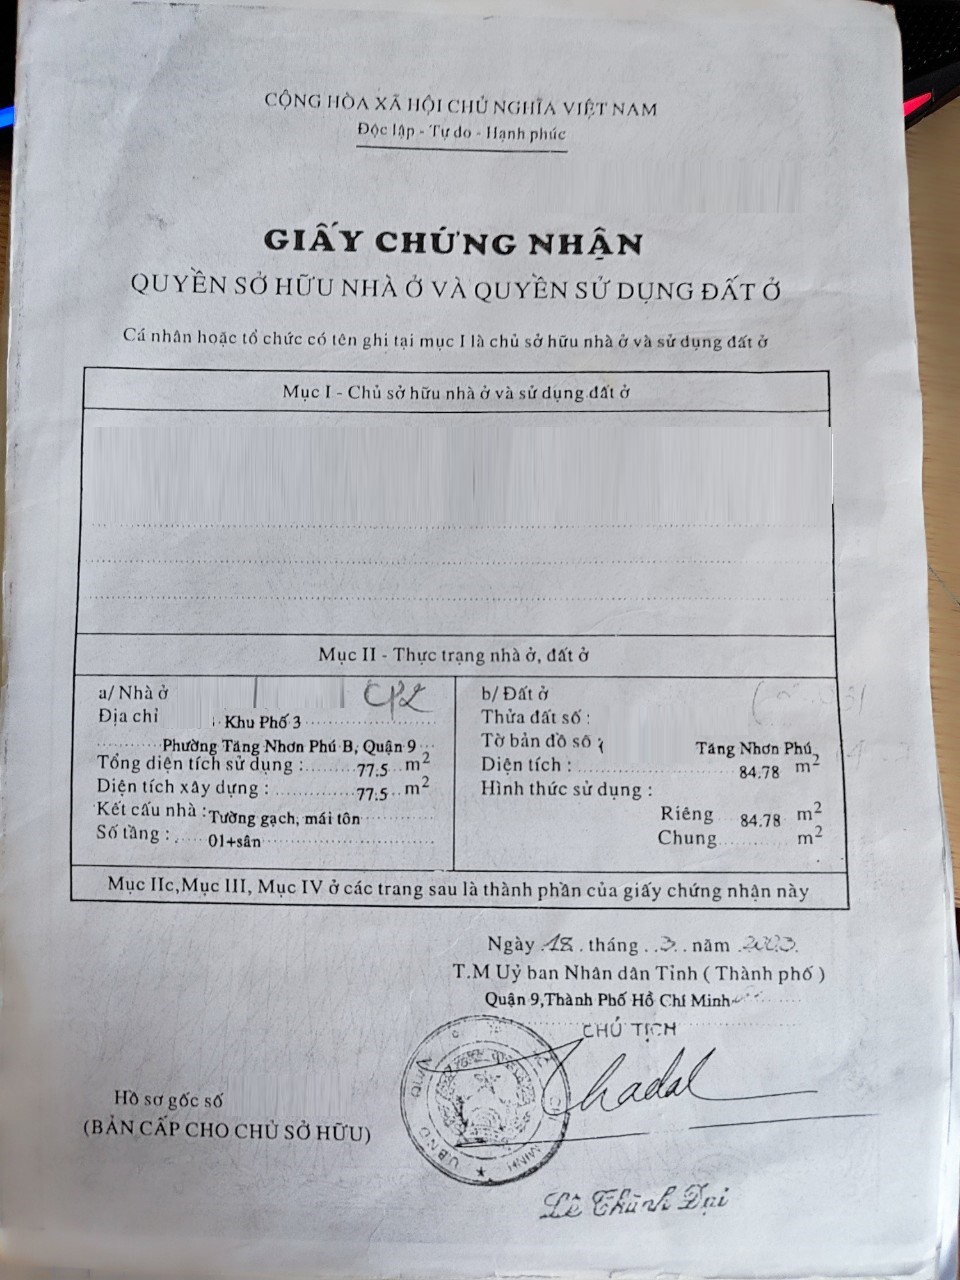 CỘNG HÒA XÃ HỘI CHỦ NGHĨA VIỆT NAM
Độc lập - Tự do - Hạnh phúc
GIẤY CHỨNG NHẬN
QUYỀN SỞ HỮU NHÀ Ở VÀ QUYỀN SỬ DỤNG ĐẤT Ở
Cá nhân hoặc tổ chức có tên ghi tại mục I là chủ sở hữu nhà ở và sử dụng đất ở
Mục I - Chủ sở hữu nhà ở và sử dụng đất ở
Mục II - Thực trạng nhà ở, đất ở
a/ Nhà ở
Địa chỉ Khu Phố 3
Phường Tăng Nhơn Phú B, Quận 9
Tổng diện tích sử dụng : 77.5 m2
Diện tích xây dựng : 77.5 m2
Kết cấu nhà : Tường gạch, mái tôn
Số tầng : 01+sân
b/ Đất ở
Thửa đất số :
Tờ bản đồ số Tăng Nhơn Phú
Diện tích : 84.78 m2
Hình thức sử dụng :
Riêng 84.78 m2
Chung m2
Mục IIc,Mục III, Mục IV ở các trang sau là thành phần của giấy chứng nhận này
Ngày 18 tháng 3 năm 2003
T.M Uỷ ban Nhân dân Tỉnh ( Thành phố )
Quận 9,Thành Phố Hồ Chí Minh
CHỦ TỊCH
Hồ sơ gốc số
(BẢN CẤP CHO CHỦ SỞ HỮU)
Lê Thành Đại